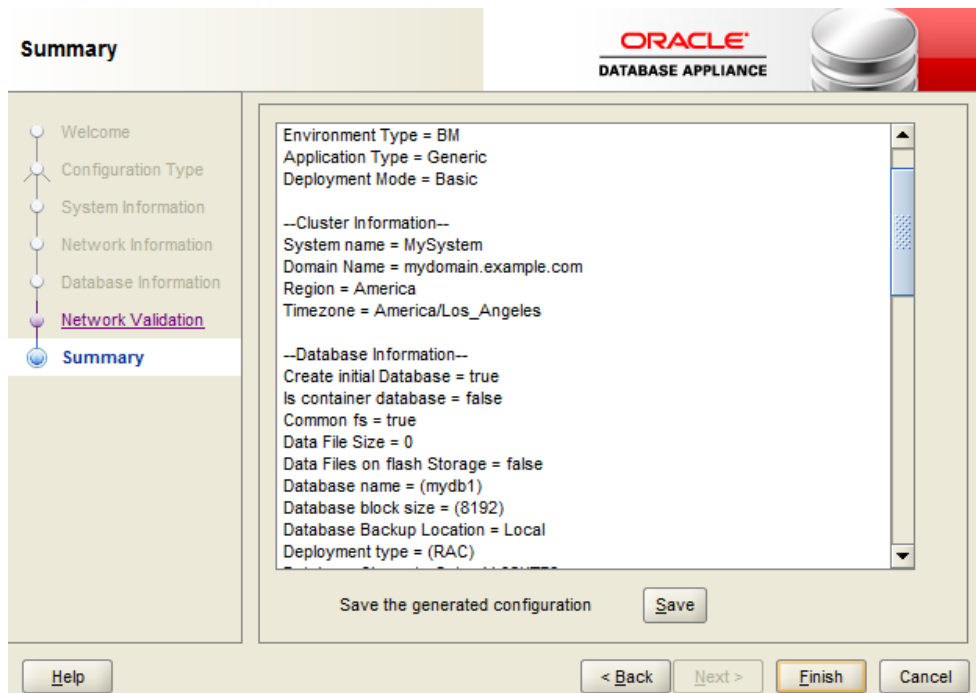 Summary
ORACLE
DATABASE APPLIANCE
Welcome
Configuration Type
System Information
Network Information
Database Information
Network Validation
Summary
Environment Type = BM
Application Type = Generic
Deployment Mode = Basic
--Cluster Information--
System name = MySystem
Domain Name = mydomain.example.com
Region = America
Timezone = America/Los_Angeles
--Database Information--
Create initial Database = true
Is container database = false
Common fs = true
Data File Size = 0
Data Files on flash Storage = false
Database name = (mydb1)
Database block size = (8192)
Database Backup Location = Local
Deployment type = (RAC)
Save the generated configuration
Save
Help
< Back
Next >
Finish
Cancel